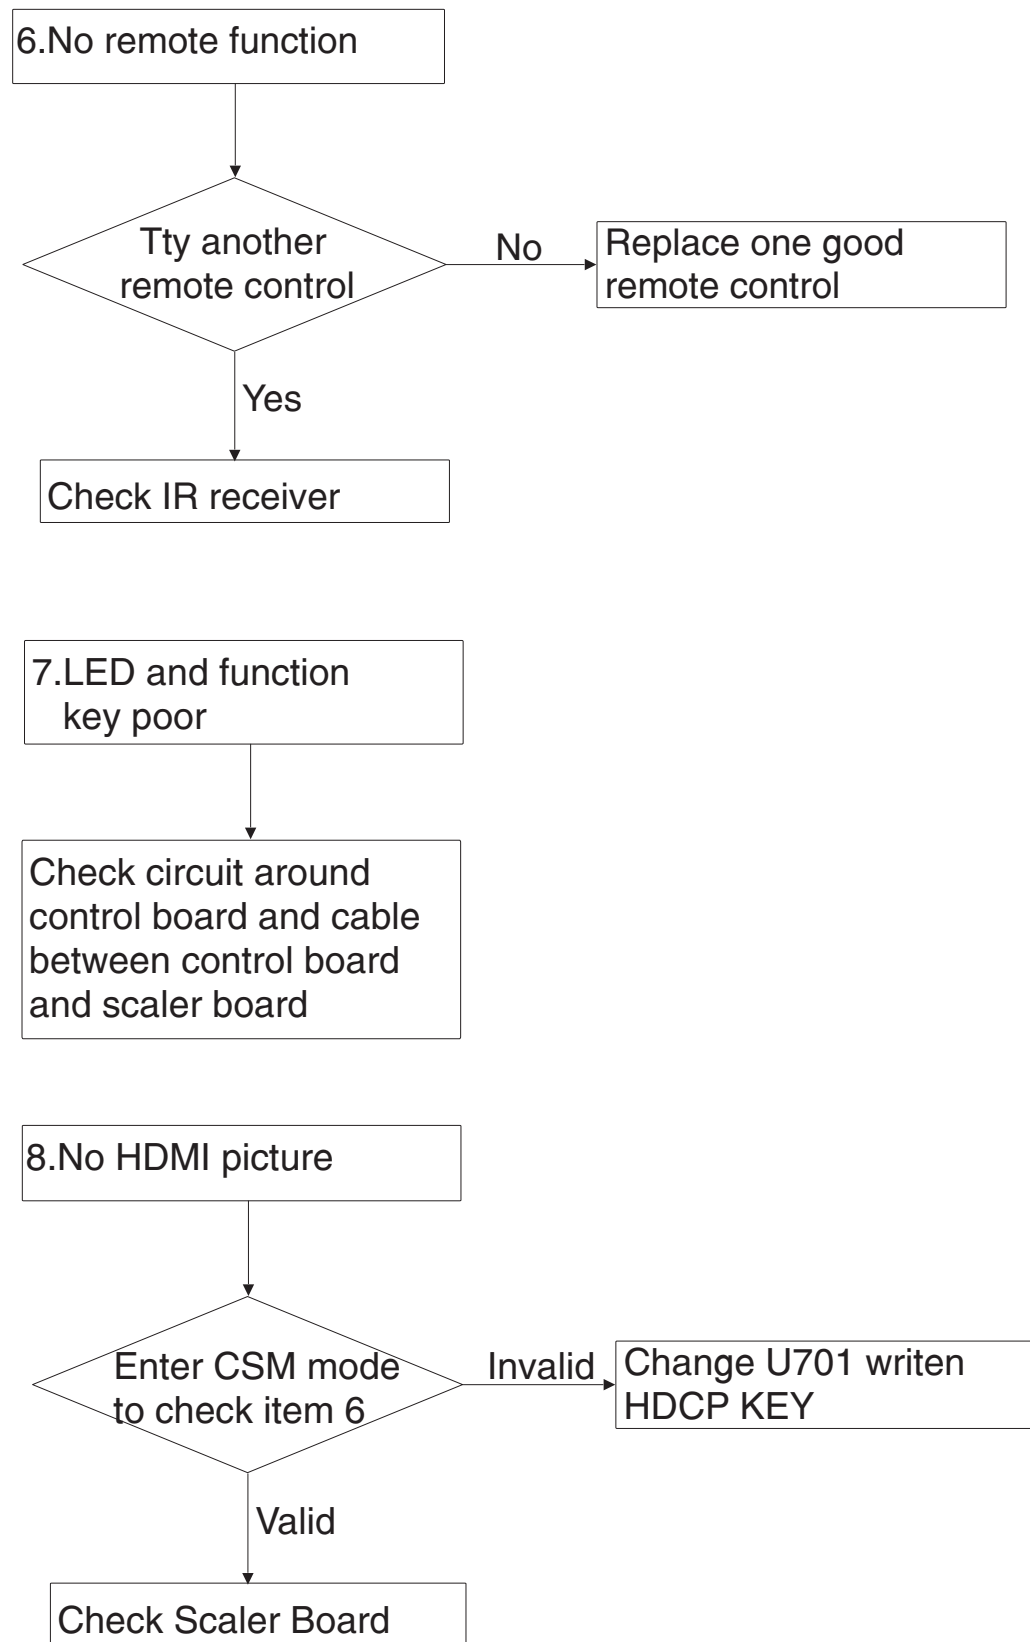 6.No remote function
Tty another
remote control
No
Replace one good
remote control
Yes
Check IR receiver
7.LED and function
key poor
Check circuit around
control board and cable
between control board
and scaler board
8.No HDMI picture
Enter CSM mode
to check item 6
Invalid
Change U701 writen
HDCP KEY
Valid
Check Scaler Board